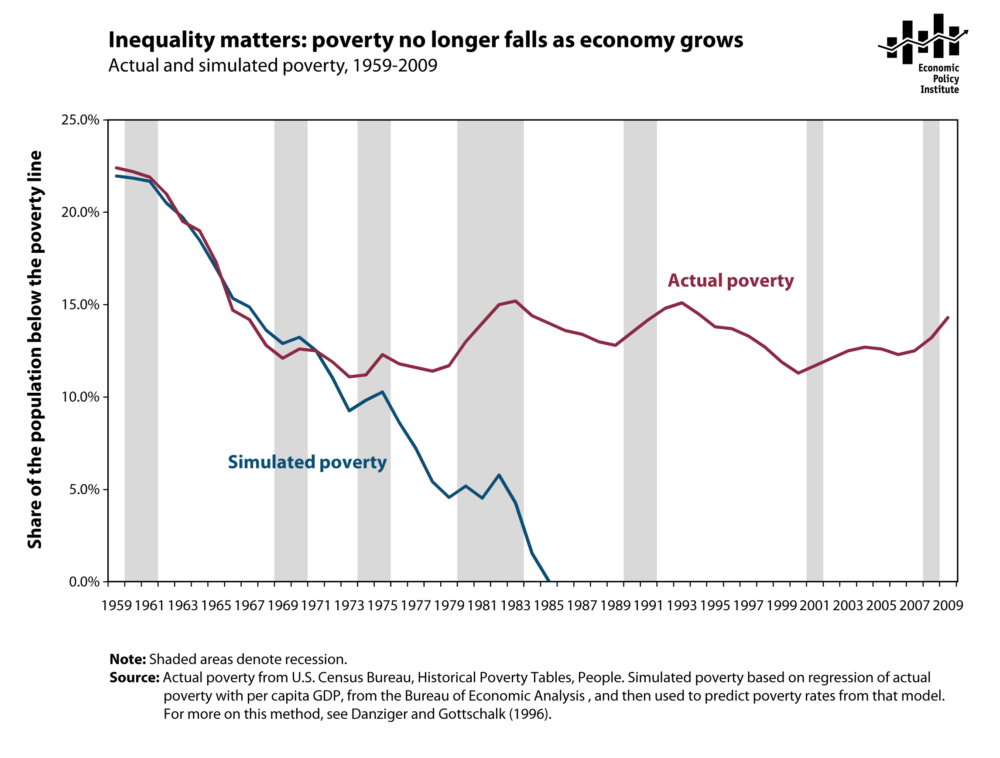 Inequality matters: poverty no longer falls as economy grows
Actual and simulated poverty, 1959-2009
Economic
Policy
Institute
Share of the population below the poverty line
25.0%
20.0%
15.0%
10.0%
5.0%
0.0%
Actual poverty
Simulated poverty
1959 1961 1963 1965 1967 1969 1971 1973 1975 1977 1979 1981 1983 1985 1987 1989 1991 1993 1995 1997 1999 2001 2003 2005 2007 2009
Note: Shaded areas denote recession.
Source: Actual poverty from U.S. Census Bureau, Historical Poverty Tables, People. Simulated poverty based on regression of actual
poverty with per capita GDP, from the Bureau of Economic Analysis , and then used to predict poverty rates from that model.
For more on this method, see Danziger and Gottschalk (1996).